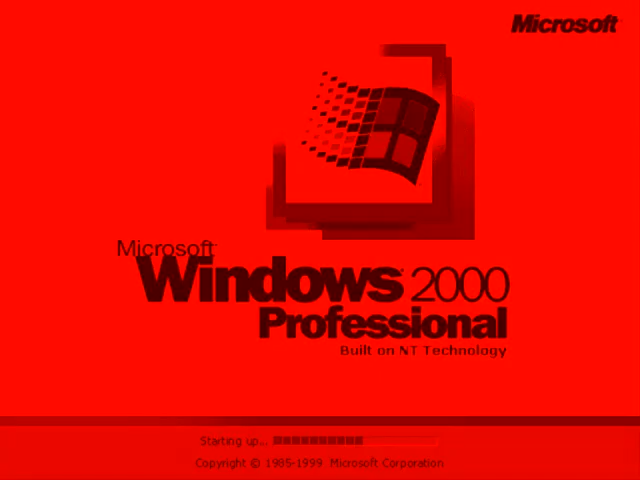 Microsoft
Microsoft
Windows 2000
Professional
Built on NT Technology
Starting up...
Copyright © 1985-1999 Microsoft Corporation